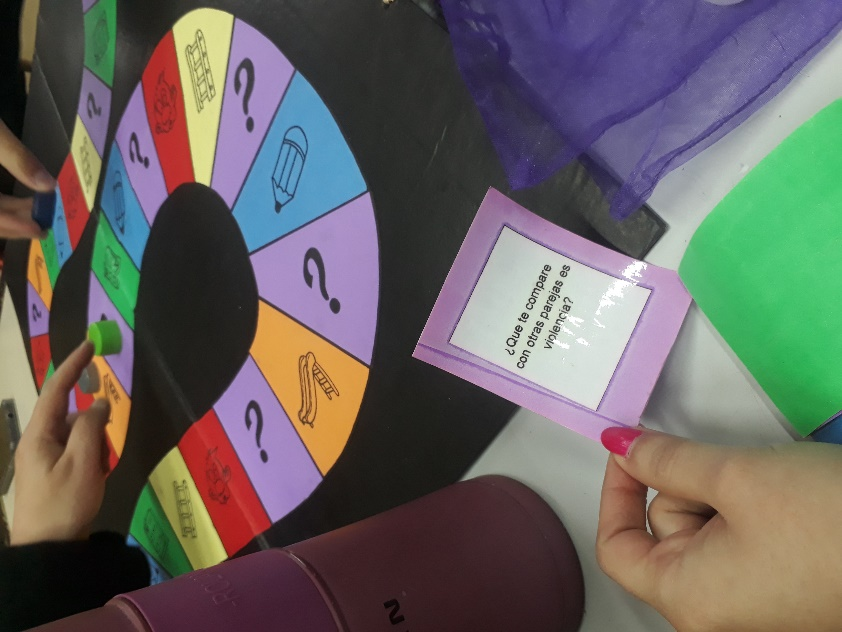 ¿Que te compare
con otras parejas es
violencia?
?
?
?
?
?
?
N